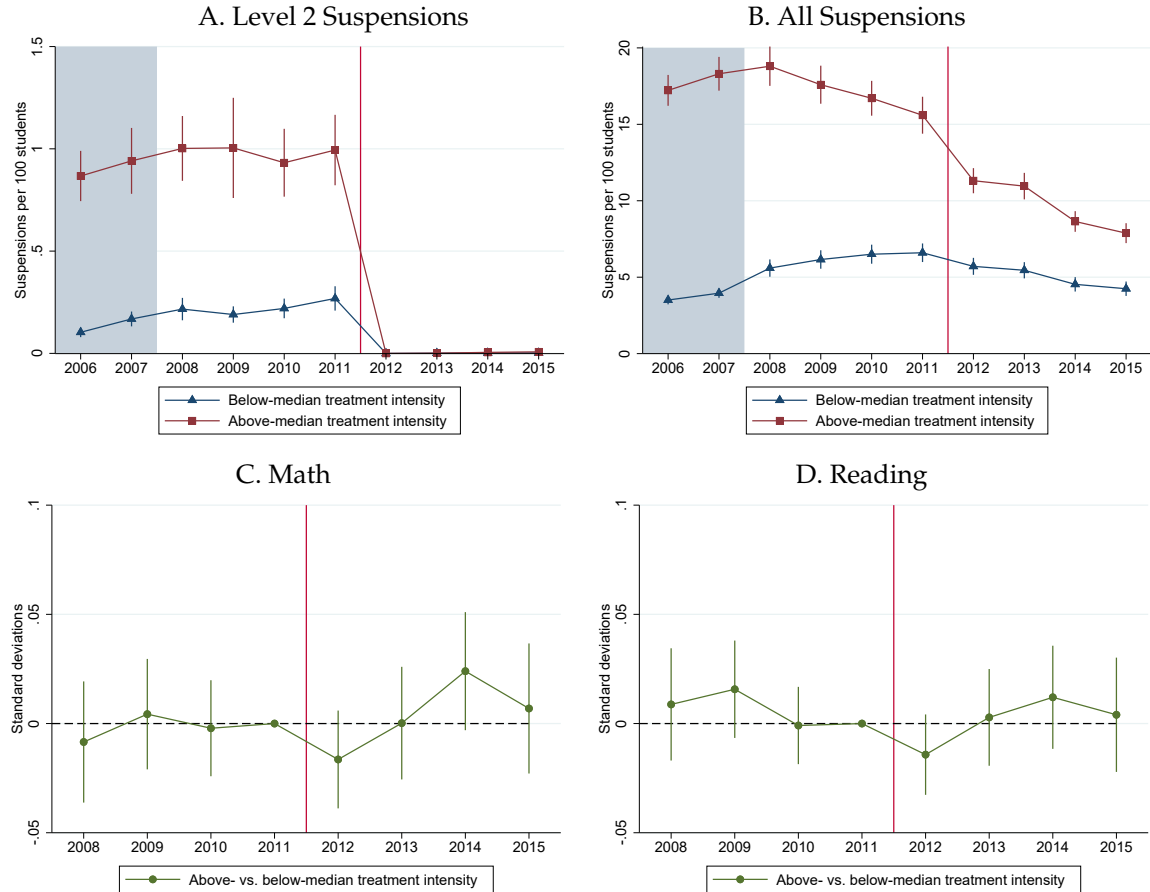 A. Level 2 Suspensions
Suspensions per 100 students
1.5
1
.5
0
2006 2007 2008 2009 2010 2011 2012 2013 2014 2015
Below-median treatment intensity
Above-median treatment intensity
B. All Suspensions
Suspensions per 100 students
20
15
10
5
0
2006 2007 2008 2009 2010 2011 2012 2013 2014 2015
Below-median treatment intensity
Above-median treatment intensity
C. Math
Standard deviations
.1
.05
0
-.05
2008 2009 2010 2011 2012 2013 2014 2015
Above- vs. below-median treatment intensity
D. Reading
Standard deviations
.1
.05
0
-.05
2008 2009 2010 2011 2012 2013 2014 2015
Above- vs. below-median treatment intensity